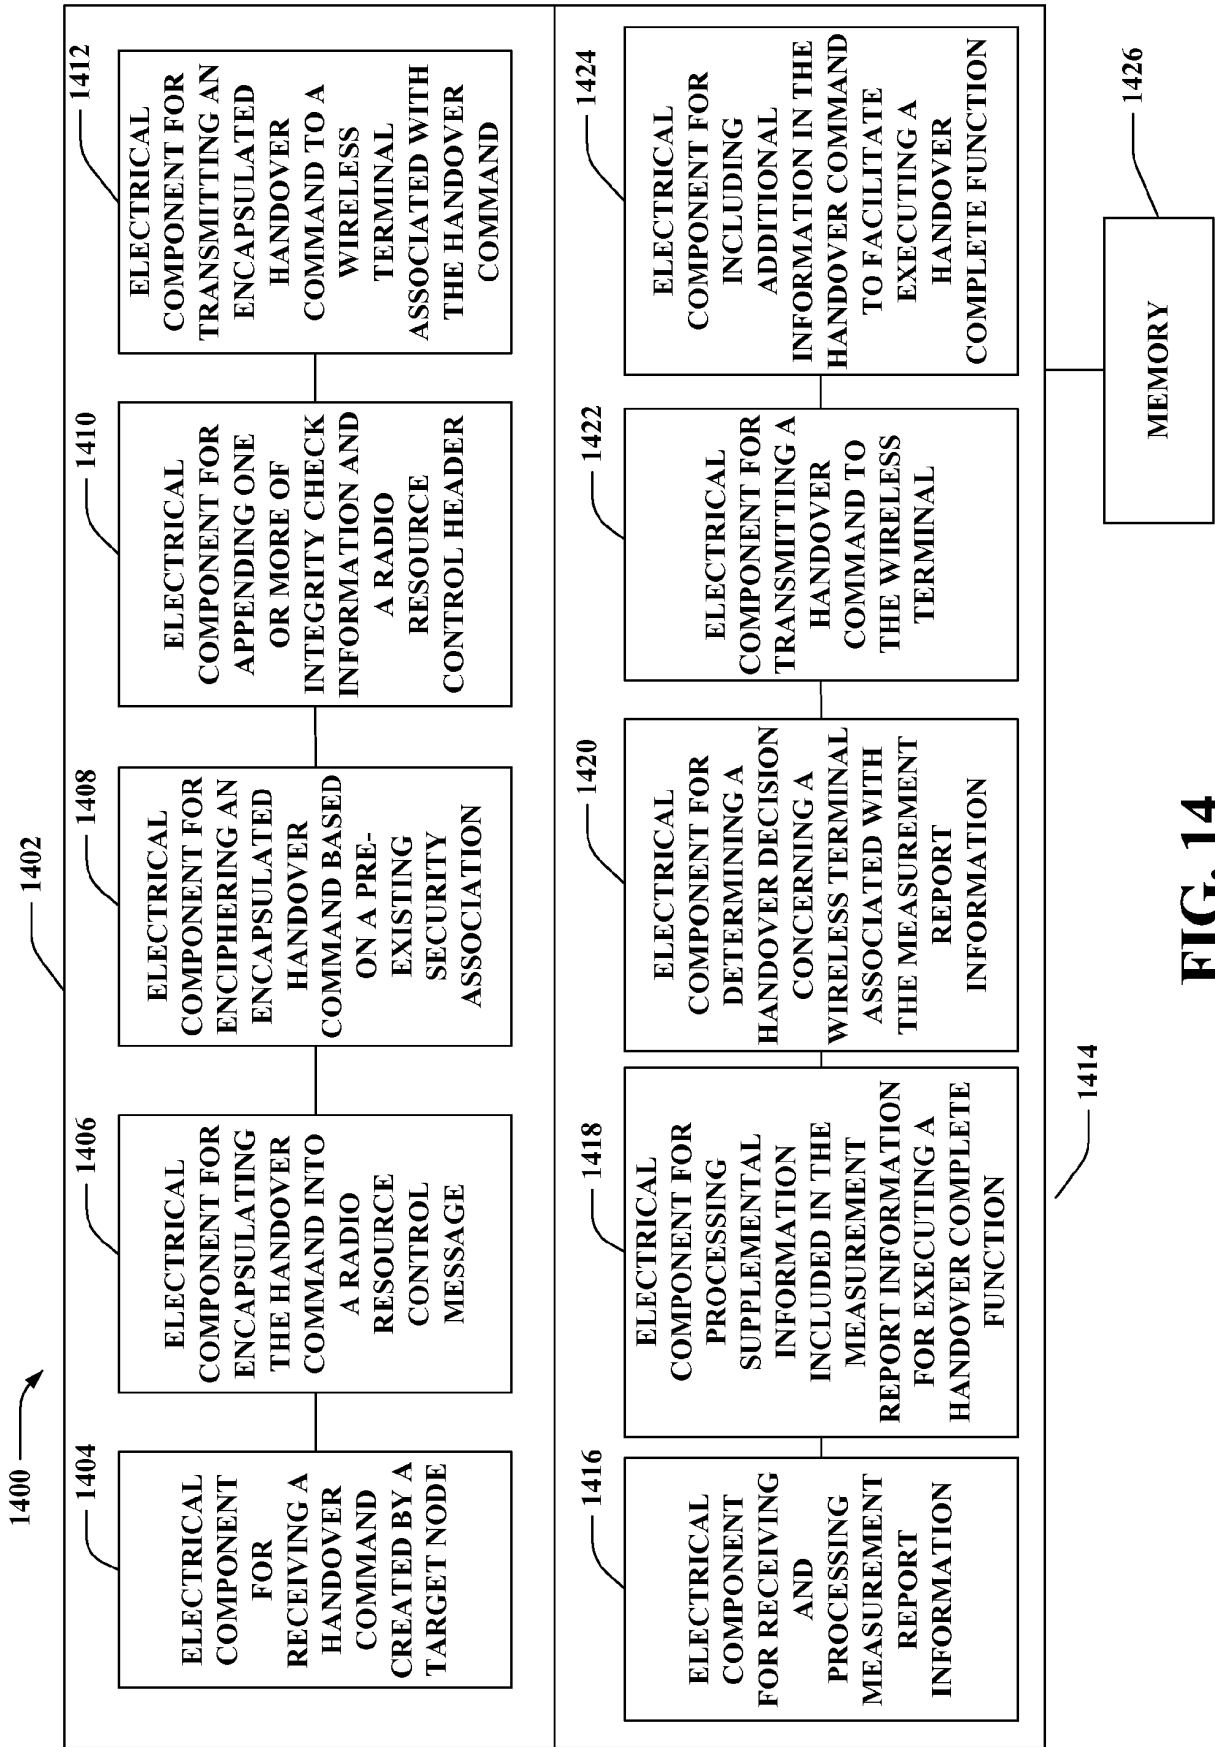 1400
1402
1404
ELECTRICAL
COMPONENT
FOR
RECEIVING A
HANDOVER
COMMAND
CREATED BY A
TARGET NODE
1406
ELECTRICAL
COMPONENT FOR
ENCAPSULATING
THE HANDOVER
COMMAND INTO
A RADIO
RESOURCE
CONTROL
MESSAGE
1408
ELECTRICAL
COMPONENT FOR
ENCIPHERING AN
ENCAPSULATED
HANDOVER
COMMAND BASED
ON A PRE-
EXISTING
SECURITY
ASSOCIATION
1410
ELECTRICAL
COMPONENT FOR
APPENDING ONE
OR MORE OF
INTEGRITY CHECK
INFORMATION AND
A RADIO
RESOURCE
CONTROL HEADER
1412
ELECTRICAL
COMPONENT FOR
TRANSMITTING AN
ENCAPSULATED
HANDOVER
COMMAND TO A
WIRELESS
TERMINAL
ASSOCIATED WITH
THE HANDOVER
COMMAND
1416
ELECTRICAL
COMPONENT
FOR RECEIVING
AND
PROCESSING
MEASUREMENT
REPORT
INFORMATION
1418
ELECTRICAL
COMPONENT FOR
PROCESSING
SUPPLEMENTAL
INFORMATION
INCLUDED IN THE
MEASUREMENT
REPORT INFORMATION
FOR EXECUTING A
HANDOVER COMPLETE
FUNCTION
1420
ELECTRICAL
COMPONENT FOR
DETERMINING A
HANDOVER DECISION
CONCERNING A
WIRELESS TERMINAL
ASSOCIATED WITH
THE MEASUREMENT
REPORT
INFORMATION
1422
ELECTRICAL
COMPONENT FOR
TRANSMITTING A
HANDOVER
COMMAND TO
THE WIRELESS
TERMINAL
1424
ELECTRICAL
COMPONENT FOR
INCLUDING
ADDITIONAL
INFORMATION IN THE
HANDOVER COMMAND
TO FACILITATE
EXECUTING A
HANDOVER
COMPLETE FUNCTION
1414
1426
MEMORY
FIG. 14